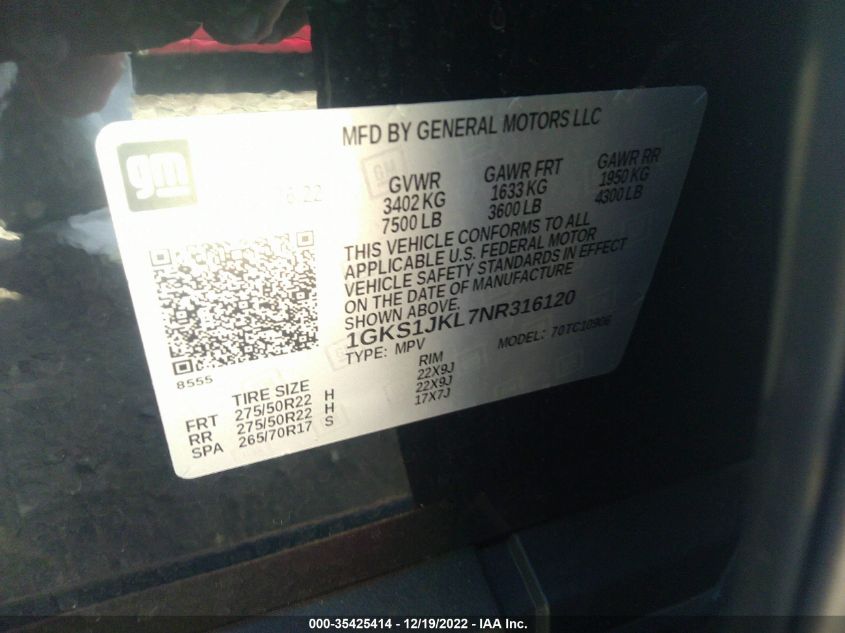 MFD BY GENERAL MOTORS LLC
gm
22
GVWR GAWR FRT GAWR RR
3402 KG 1633 KG 1950 KG
7500 LB 3600 LB 4300 LB
THIS VEHICLE CONFORMS TO ALL
APPLICABLE U.S. FEDERAL MOTOR
VEHICLE SAFETY STANDARDS IN EFFECT
ON THE DATE OF MANUFACTURE
SHOWN ABOVE.
1GKS1JKL7NR316120
TYPE: MPV MODEL: 70TC10906
8555
TIRE SIZE RIM
FRT 275/50R22 H 22X9J
RR 275/50R22 H 22X9J
SPA 265/70R17 S 17X7J
000-35425414 - 12/19/2022 - IAA Inc.